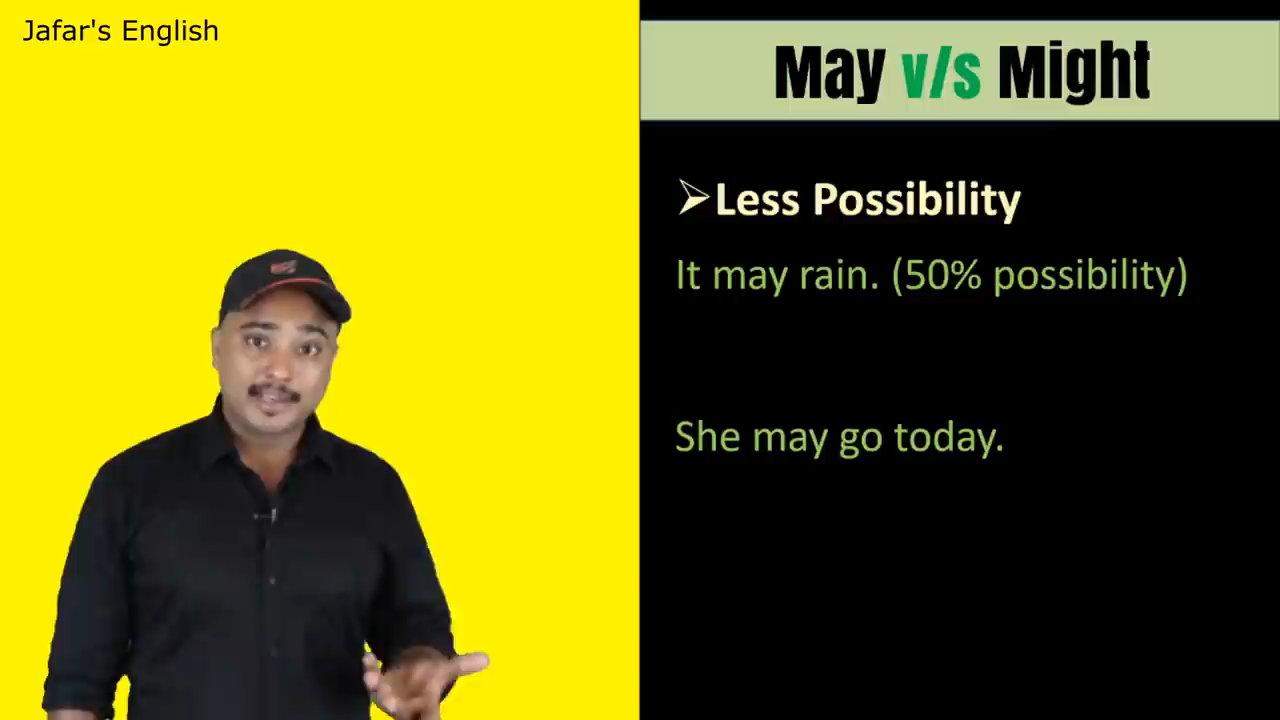 Jafar's English
May v/s Might
➢Less Possibility
It may rain. (50% possibility)
She may go today.